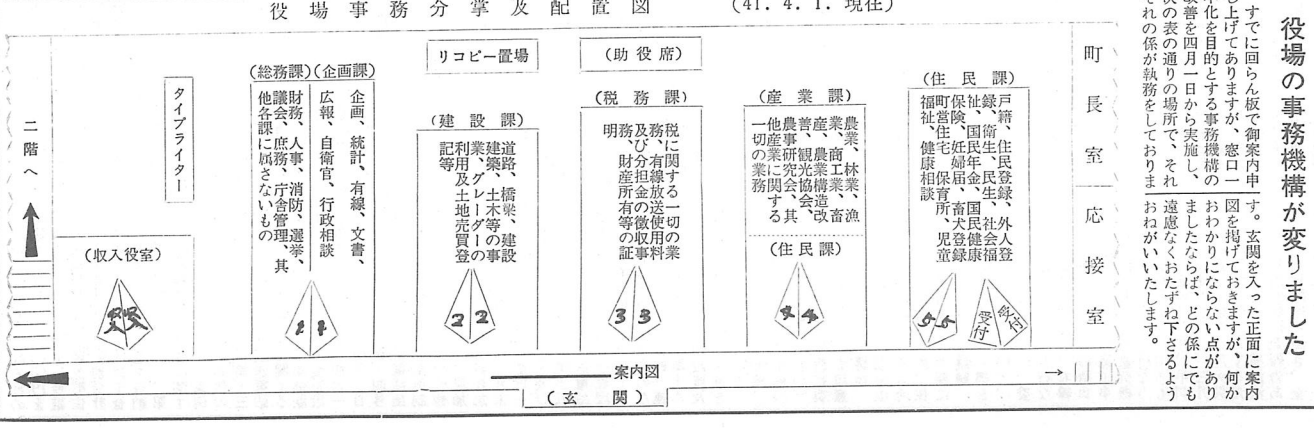 役場の事務機構が変りました
すでに回らん板で御案内申
し上げてありますが、窓口一
本化を目的とする事務機構の
改善を四月一日から実施し、
次の表の通りの場所で、それ
ぞれの係が執務をしておりま
す。玄関を入った正面に案内
図を掲げておきますが、何か
おわかりにならない点があり
ましたならば、どの係にでも
遠慮なくおたずね下さるよう
おねがいいたします。
役場事務分掌及配置図 (41. 4. 1. 現在)
町長室
応接室
(住民課)
戸籍、住民登録、外人登
録、衛生、民生、社会福
祉、国民年金、国民健康
保険、妊婦届、畜犬登録
町営住宅、保育所、児童
福祉、健康相談
受付
受付
5
5
(産業課)
農業、林業、漁
業、商工業、畜
産、農業構造改
善、観光協会、
農事研究会、其
他産業に関する
一切の業務
(住民課)
4
4
(助役席)
(税務課)
税に関する一切の業
務、有線放送使用料
及び分担金の徴収事
務、財産所有等の証
明、
3
3
リコピー置場
(建設課)
道路、橋梁、建設
建築、土木等の事
業、グレーダーの
利用及土地売買登
記等
2
2
(企画課)
企画、統計、有線、文書、
広報、自衛官、行政相談
(総務課)
財務、人事、消防、選挙、
議会、庶務、庁舎管理、其
他各課に属さないもの
1
1
タイプライター
(収入役室)
二階へ
案内図
(玄関)